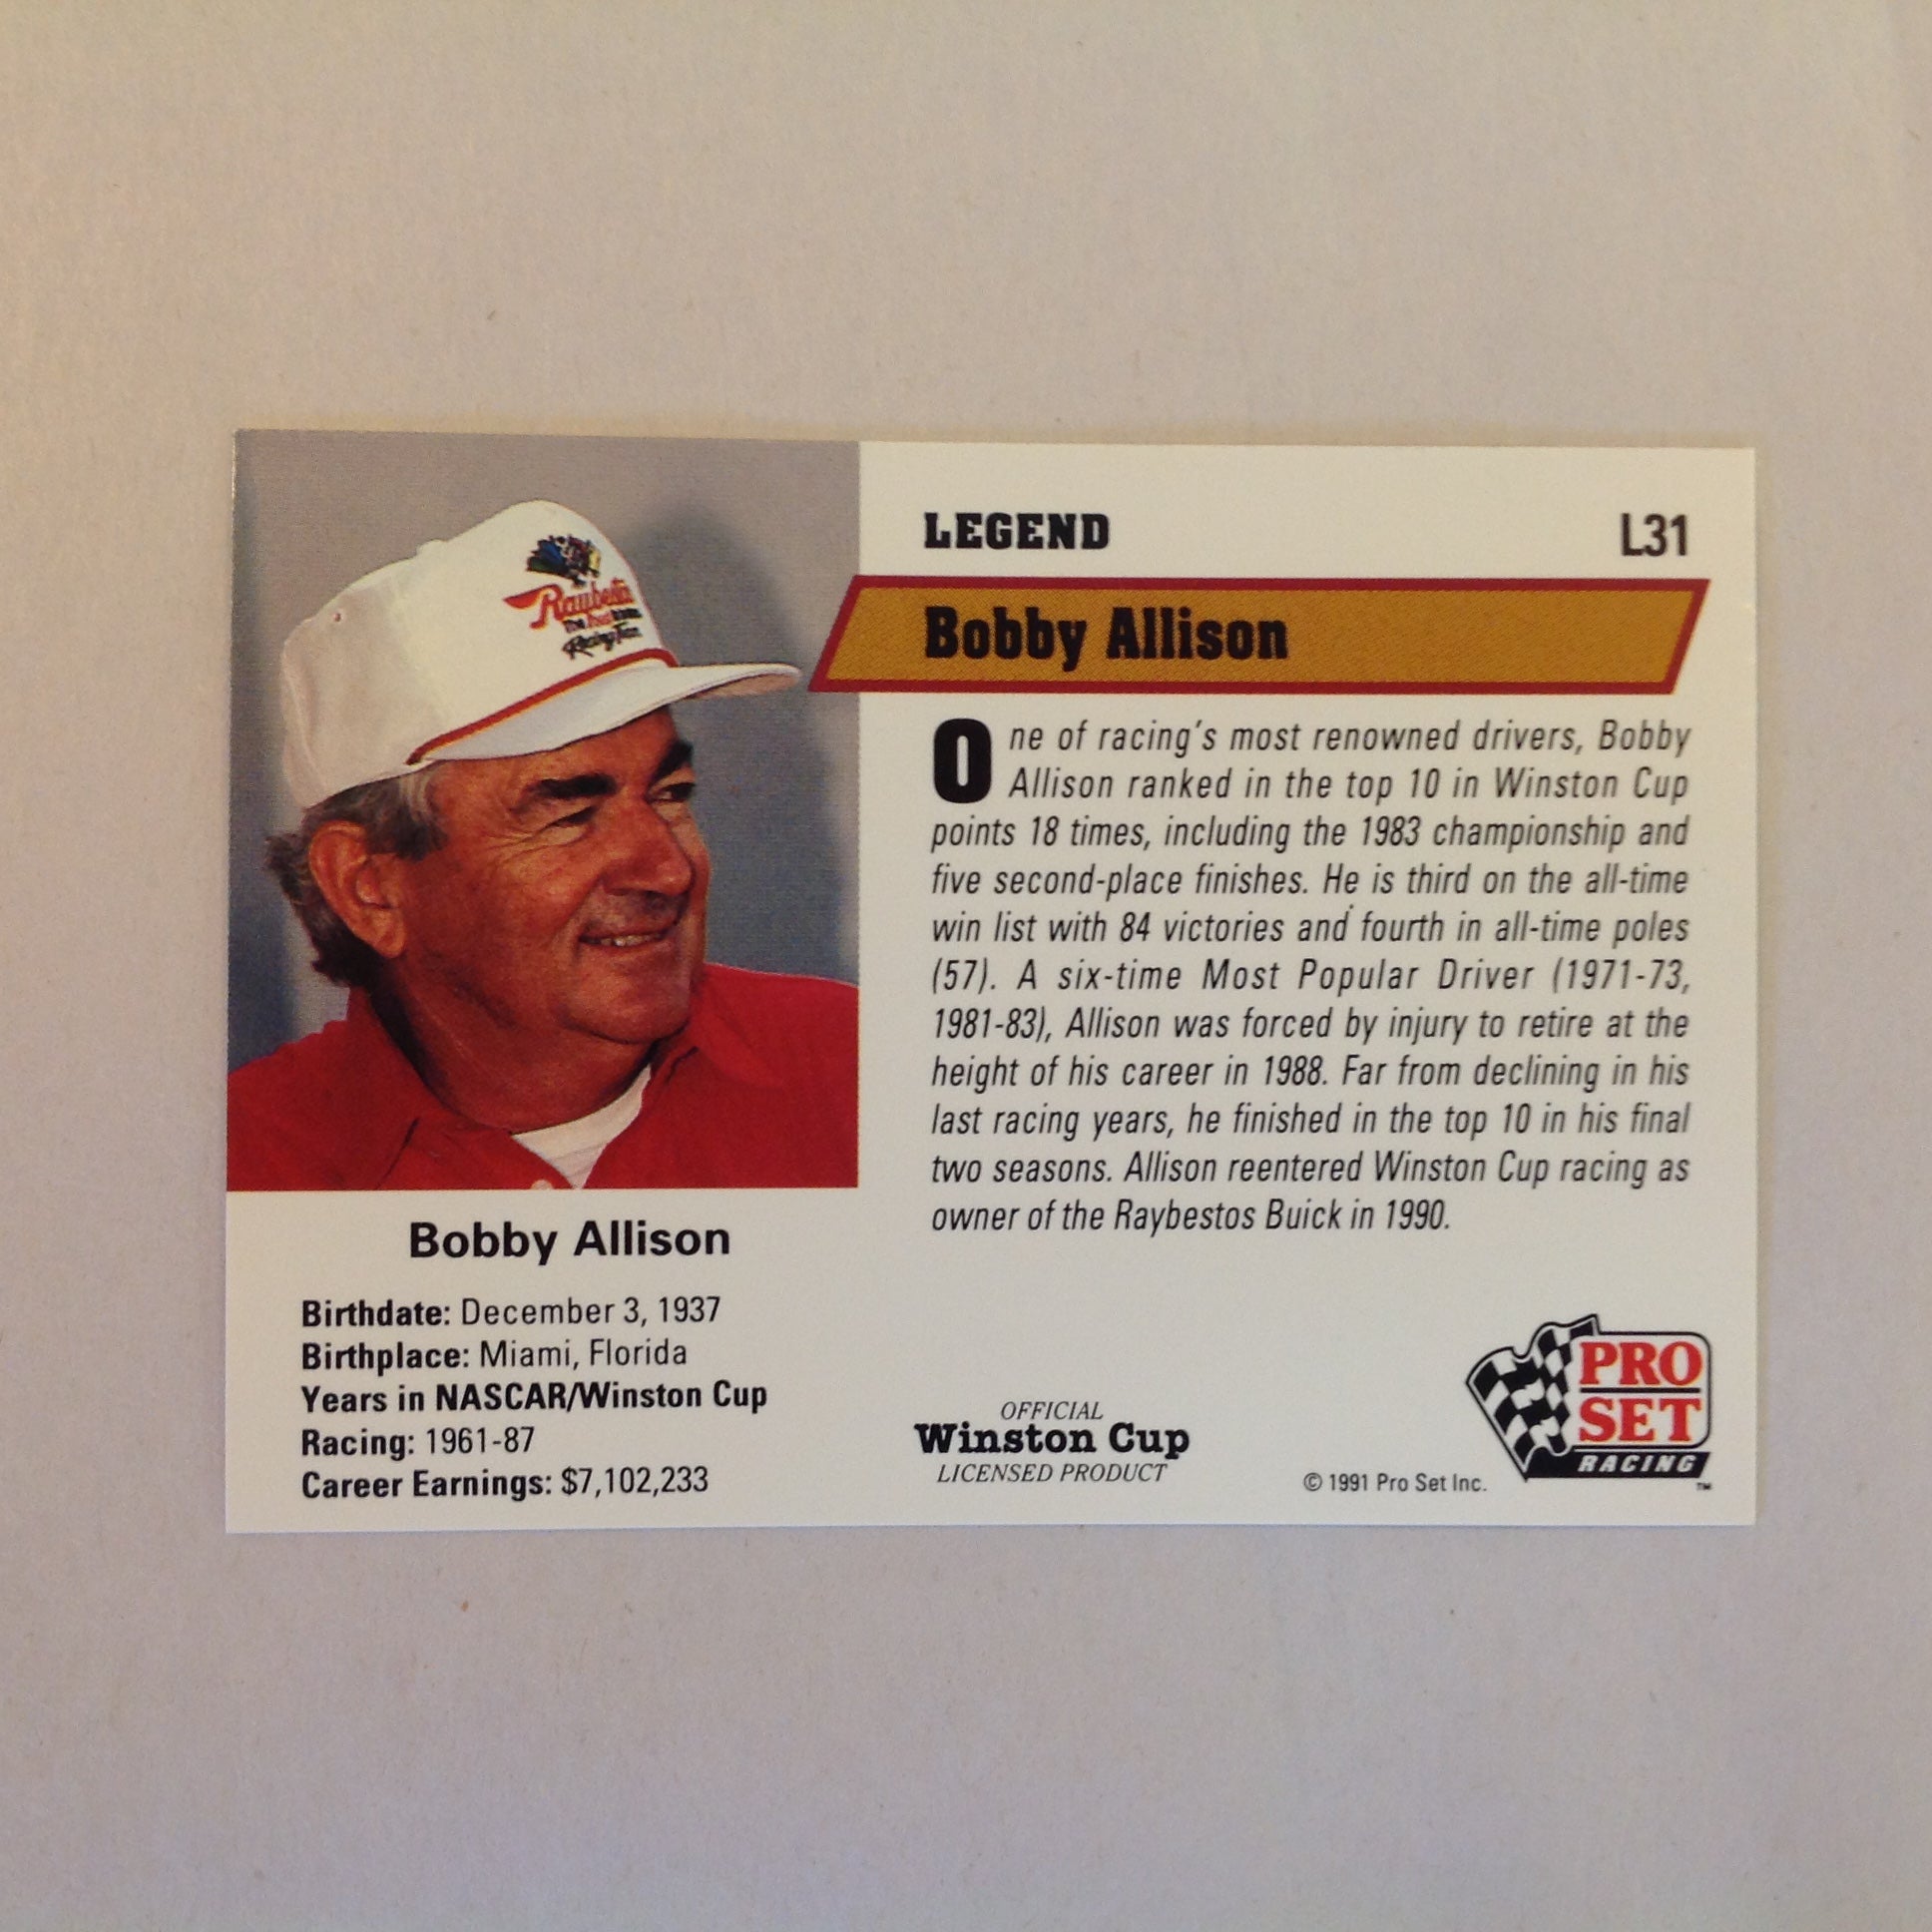 Raybestos
Racing Team
LEGEND
L31
Bobby Allison
One of racing's most renowned drivers, Bobby
Allison ranked in the top 10 in Winston Cup
points 18 times, including the 1983 championship and
five second-place finishes. He is third on the all-time
win list with 84 victories and fourth in all-time poles
(57). A six-time Most Popular Driver (1971-73,
1981-83), Allison was forced by injury to retire at the
height of his career in 1988. Far from declining in his
last racing years, he finished in the top 10 in his final
two seasons. Allison reentered Winston Cup racing as
owner of the Raybestos Buick in 1990.
Bobby Allison
Birthdate: December 3, 1937
Birthplace: Miami, Florida
Years in NASCAR/Winston Cup
Racing: 1961-87
Career Earnings: $7,102,233
OFFICIAL
Winston Cup
LICENSED PRODUCT
© 1991 Pro Set Inc.
PRO
SET
RACING
TM